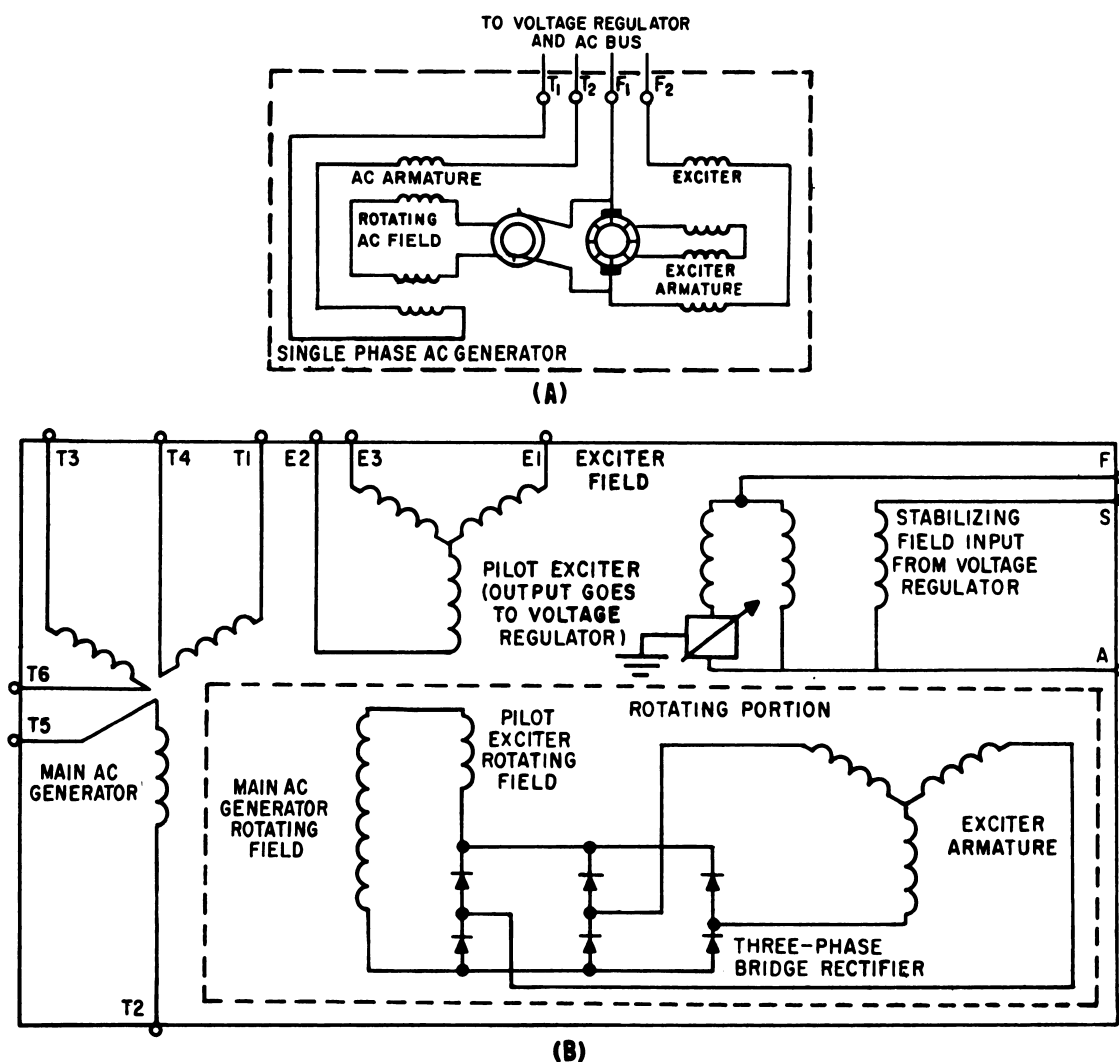 TO VOLTAGE REGULATOR
AND AC BUS
T1 T2 F1 F2
AC ARMATURE
EXCITER
ROTATING
AC FIELD
EXCITER
ARMATURE
SINGLE PHASE AC GENERATOR
(A)
T3 T4 T1 E2 E3 E1
EXCITER
FIELD
F
S
STABILIZING
FIELD INPUT
FROM VOLTAGE
REGULATOR
PILOT EXCITER
(OUTPUT GOES
TO VOLTAGE
REGULATOR)
A
T6
T5
MAIN AC
GENERATOR
ROTATING PORTION
PILOT
EXCITER
ROTATING
FIELD
MAIN AC
GENERATOR
ROTATING
FIELD
EXCITER
ARMATURE
THREE-PHASE
BRIDGE RECTIFIER
T2
(B)